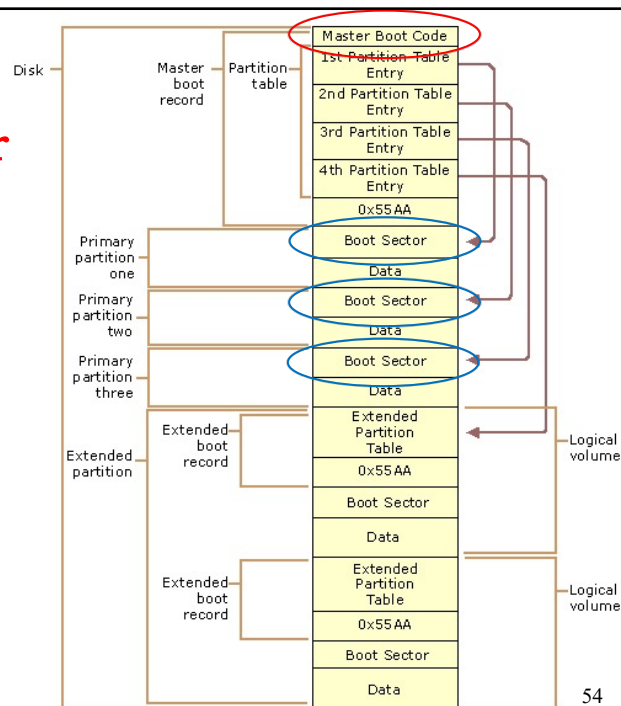 Disk
Master
boot
record
Partition
table
Master Boot Code
1st Partition Table
Entry
2nd Partition Table
Entry
3rd Partition Table
Entry
4th Partition Table
Entry
0x55AA
Primary
partition
one
Boot Sector
Data
Primary
partition
two
Boot Sector
Data
Primary
partition
three
Boot Sector
Data
Extended
partition
Extended
boot
record
Extended
Partition
Table
0x55AA
Boot Sector
Data
Logical
volume
Extended
boot
record
Extended
Partition
Table
0x55AA
Boot Sector
Data
Logical
volume
54